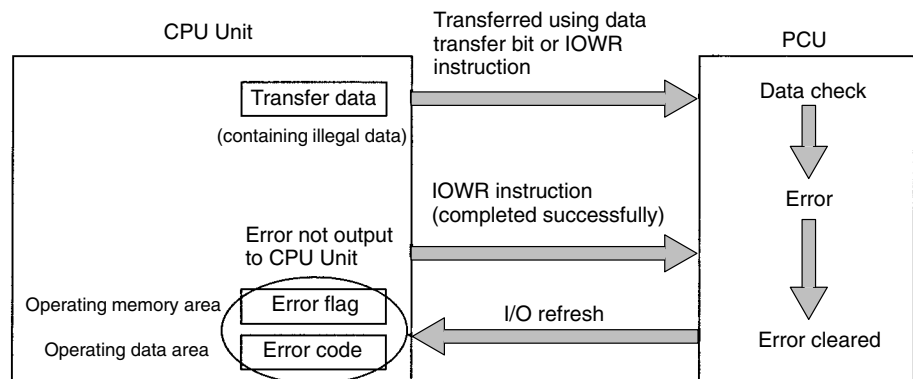 CPU Unit
Transferred using data
transfer bit or IOWR
instruction
PCU
Transfer data
(containing illegal data)
Data check
IOWR instruction
(completed successfully)
Error
Error not output
to CPU Unit
Operating memory area
Error flag
I/O refresh
Operating data area
Error code
Error cleared